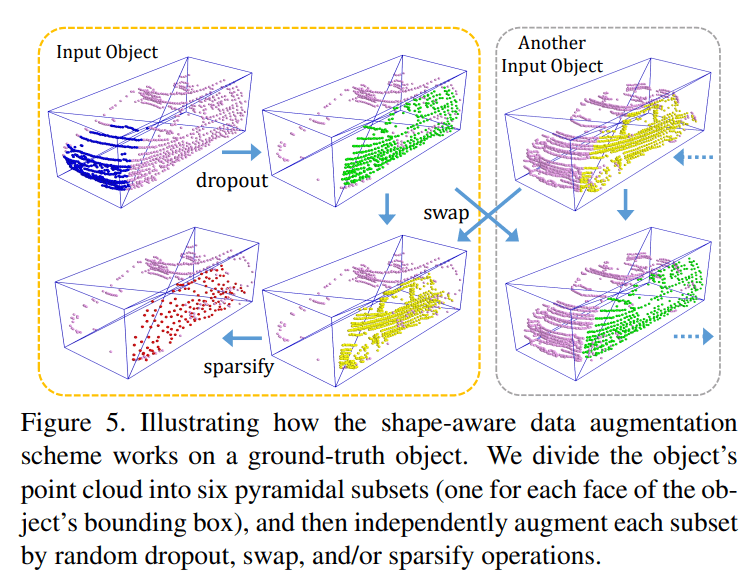 Input Object
Another
Input Object
dropout
swap
sparsify
Figure 5. Illustrating how the shape-aware data augmentation
scheme works on a ground-truth object. We divide the object's
point cloud into six pyramidal subsets (one for each face of the ob-
ject's bounding box), and then independently augment each subset
by random dropout, swap, and/or sparsify operations.